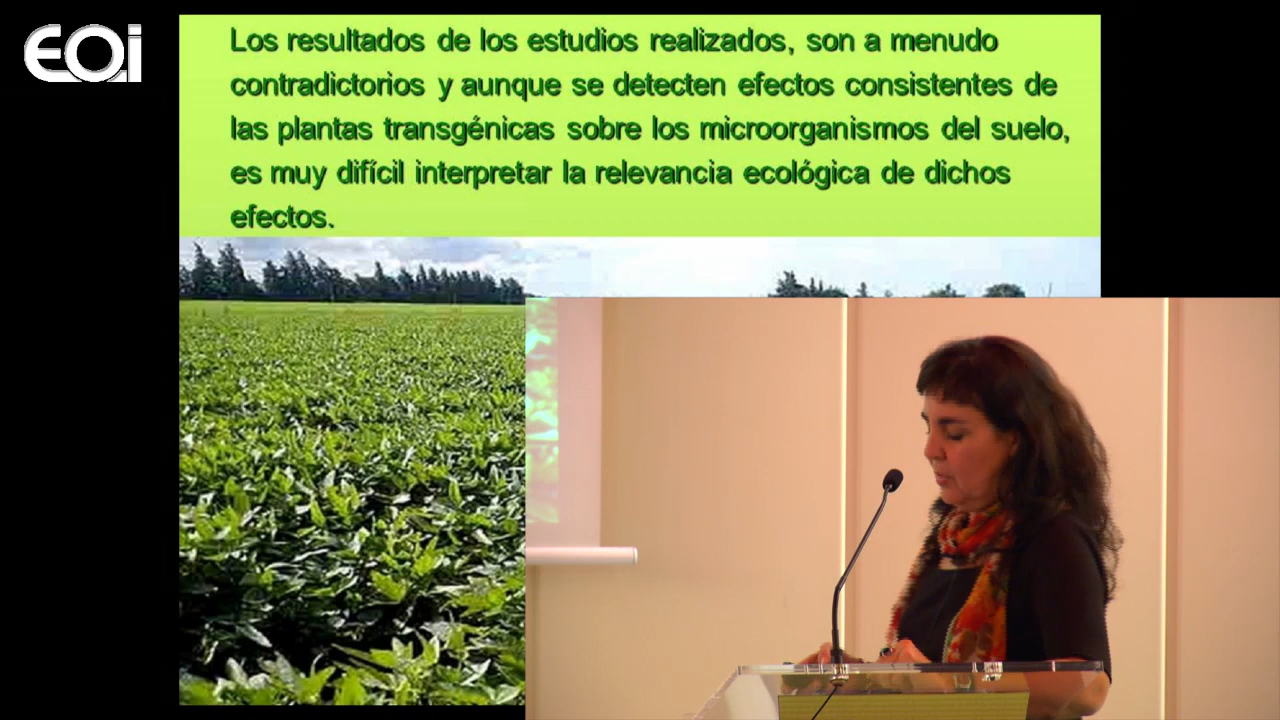 EOi
Los resultados de los estudios realizados, son a menudo
contradictorios y aunque se detecten efectos consistentes de
las plantas transgénicas sobre los microorganismos del suelo,
es muy difícil interpretar la relevancia ecológica de dichos
efectos.